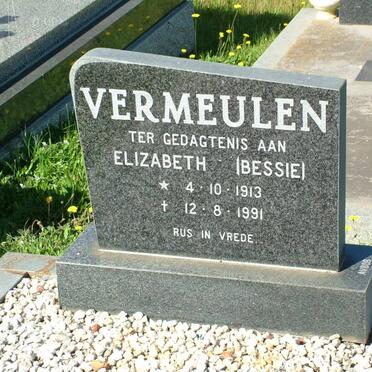 VERMEULEN
TER GEDAGTENIS AAN
ELIZABETH (BESSIE)
★ 4·10·1913
† 12·8·1991
RUS IN VREDE